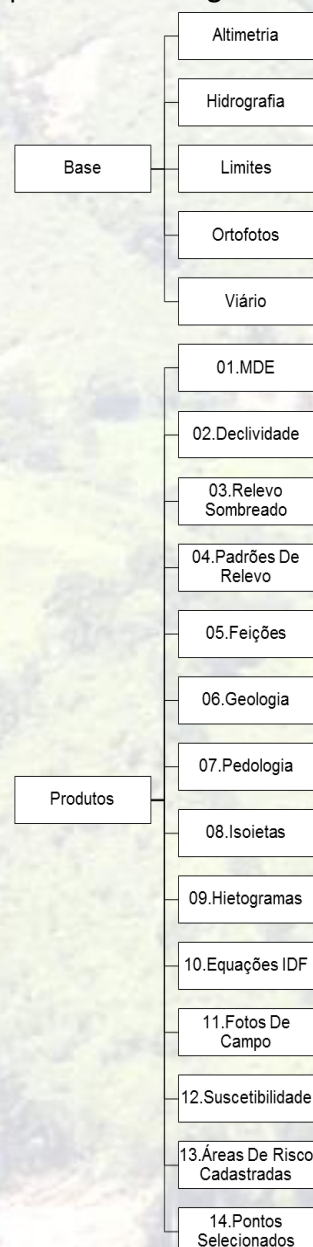 Altimetria
Hidrografia
Base
Limites
Ortofotos
Viário
01.MDE
02.Declividade
03.Relevo
Sombreado
04.Padrões De
Relevo
05.Feições
06.Geologia
07.Pedologia
Produtos
08.Isoietas
09.Hietogramas
10.Equações IDF
11.Fotos De
Campo
12.Suscetibilidade
13.Áreas De Risco
Cadastradas
14.Pontos
Selecionados